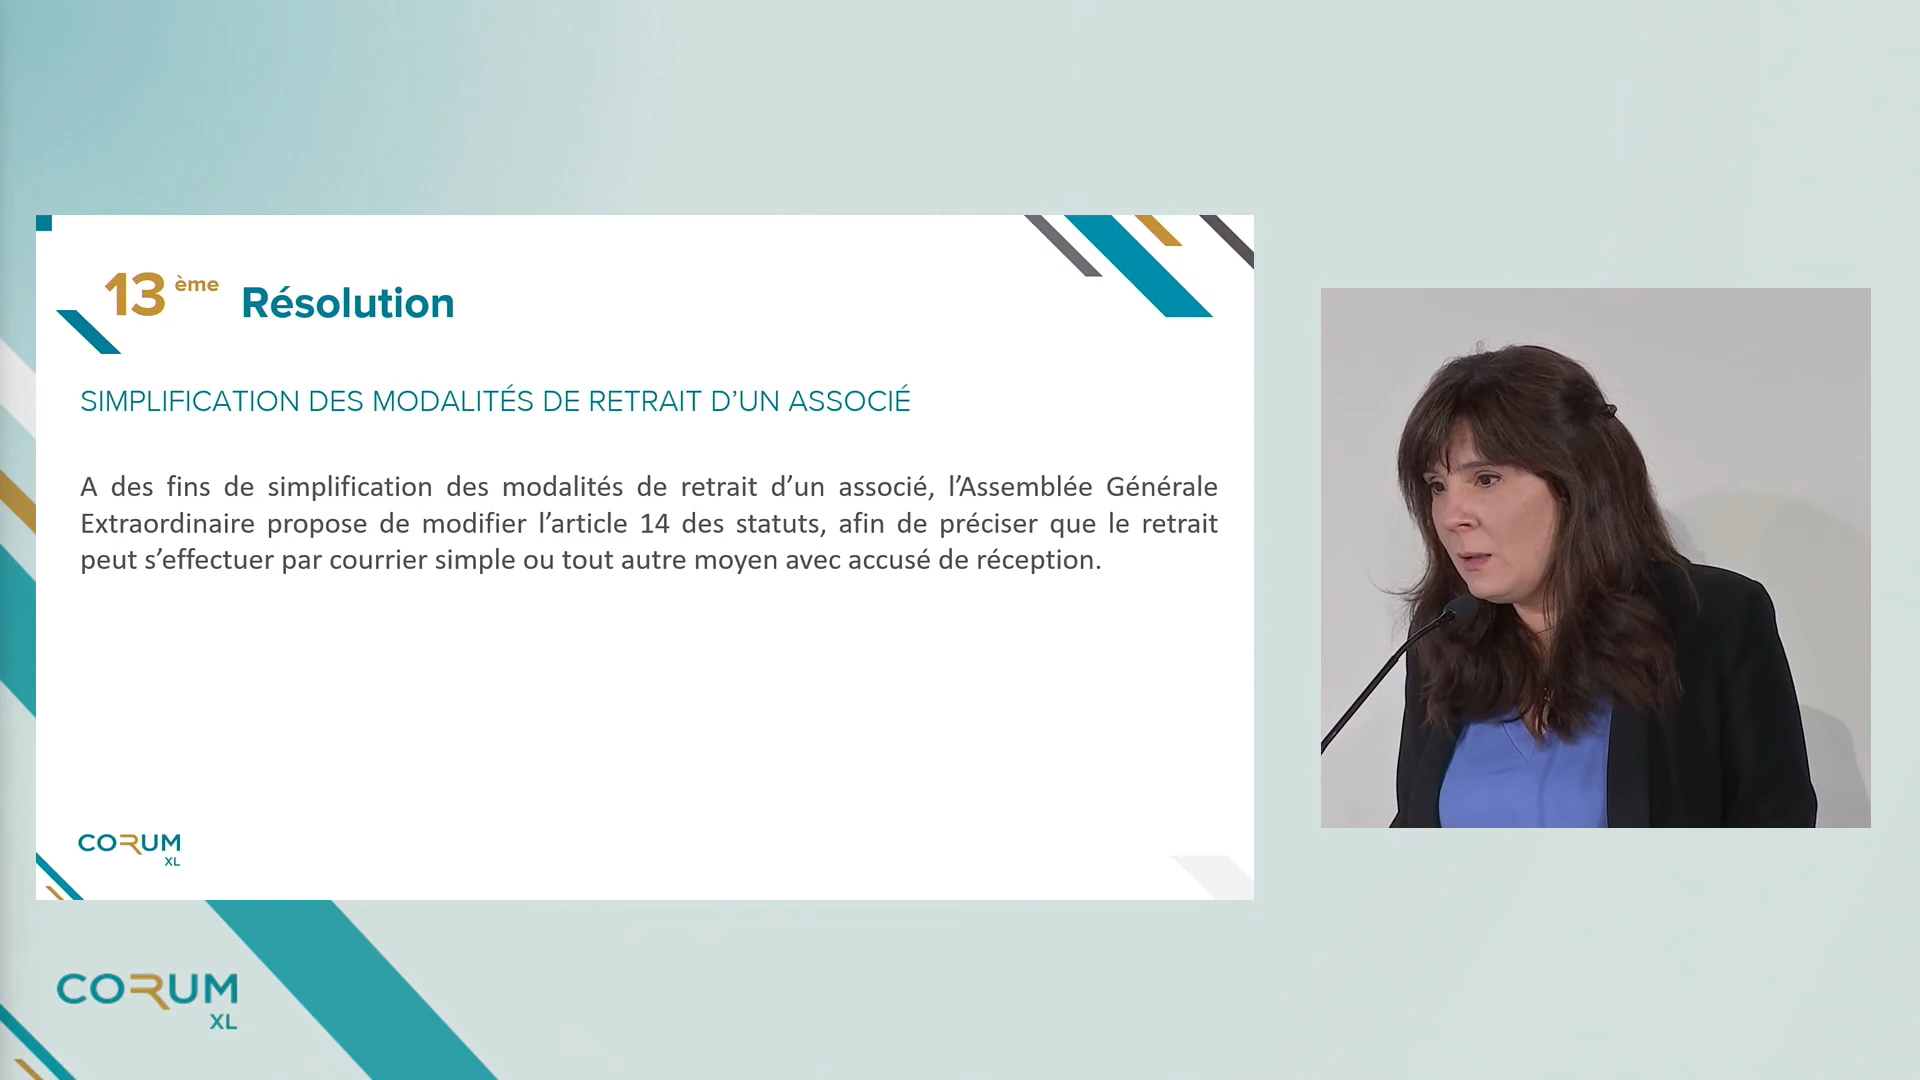 13 ème Résolution
SIMPLIFICATION DES MODALITÉS DE RETRAIT D’UN ASSOCIÉ
A des fins de simplification des modalités de retrait d’un associé, l’Assemblée Générale
Extraordinaire propose de modifier l’article 14 des statuts, afin de préciser que le retrait
peut s’effectuer par courrier simple ou tout autre moyen avec accusé de réception.
CORUM
XL
CORUM
XL